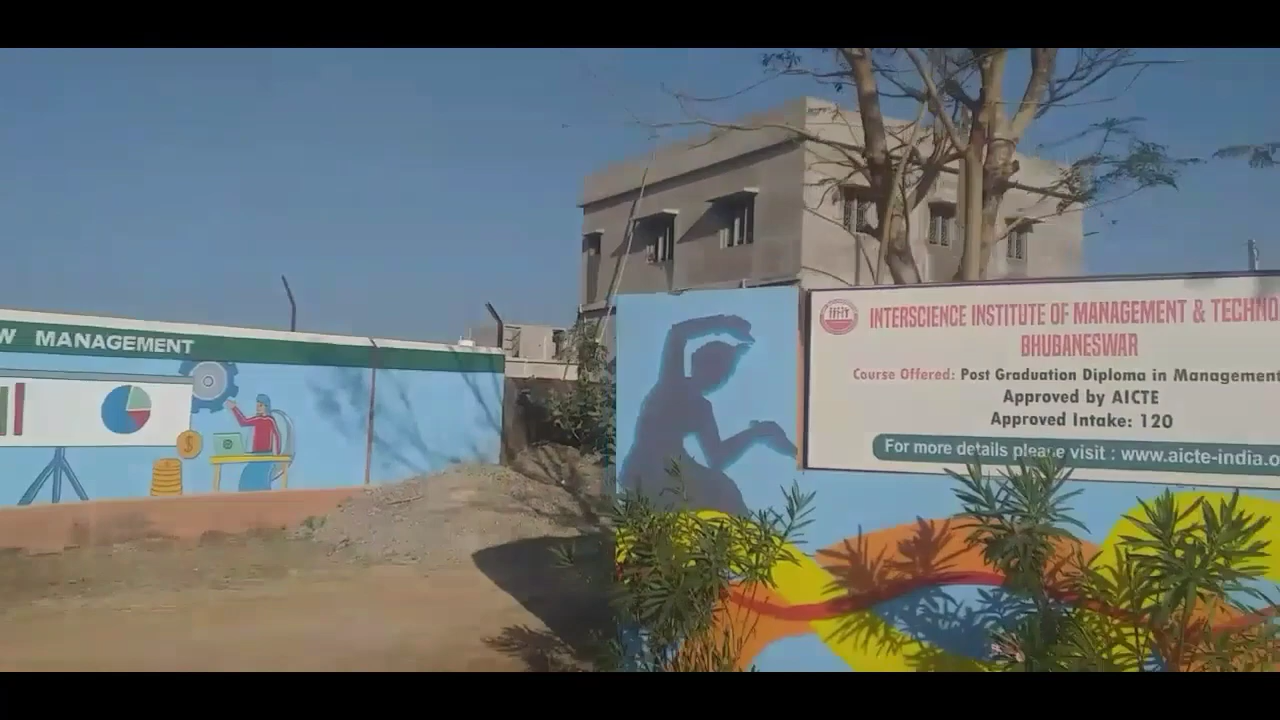 W MANAGEMENT
INTERSCIENCE INSTITUTE OF MANAGEMENT & TECHNO
BHUBANESWAR
Course Offered: Post Graduation Diploma in Management
Approved by AICTE
Approved Intake: 120
For more details please visit : www.aicte-india.o